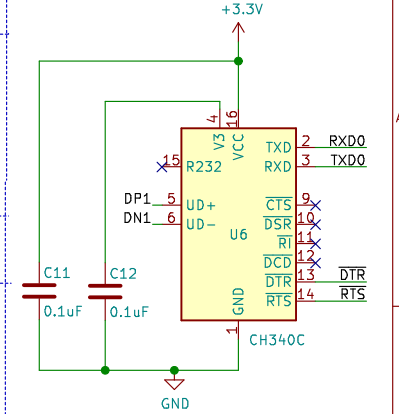 +3.3V
4
16
V3
VCC
15
R232
TXD
2
RXD0
RXD
3
TXD0
DP1
5
UD+
CTS
9
DN1
6
UD-
DSR
10
U6
RI
11
DCD
12
DTR
13
DTR
RTS
14
RTS
GND
1
CH340C
C11
0.1uF
C12
0.1uF
GND